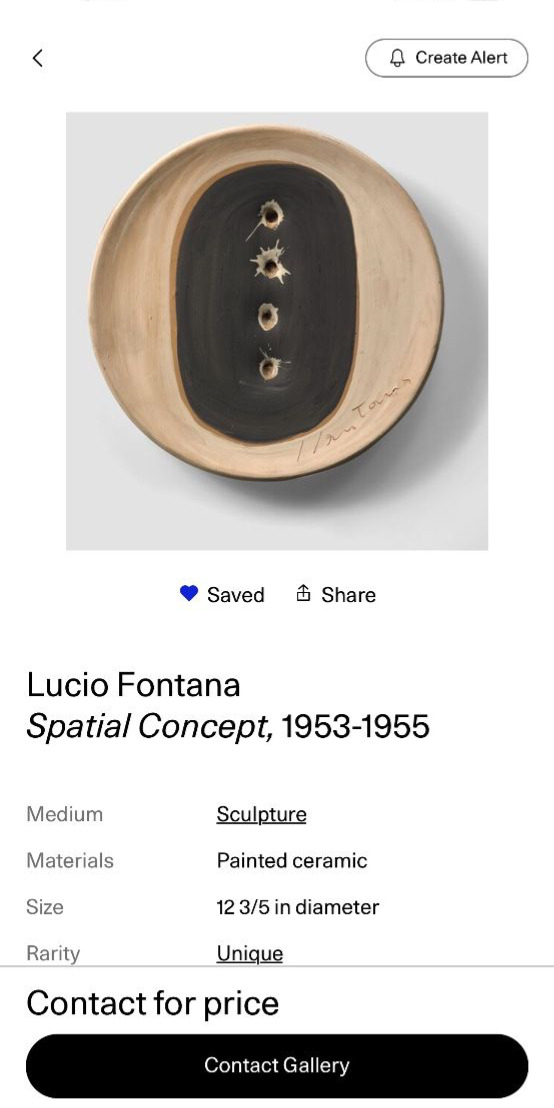 Create Alert
Saved Share
Lucio Fontana
Spatial Concept, 1953-1955
Medium Sculpture
Materials Painted ceramic
Size 12 3/5 in diameter
Rarity Unique
Contact for price
Contact Gallery